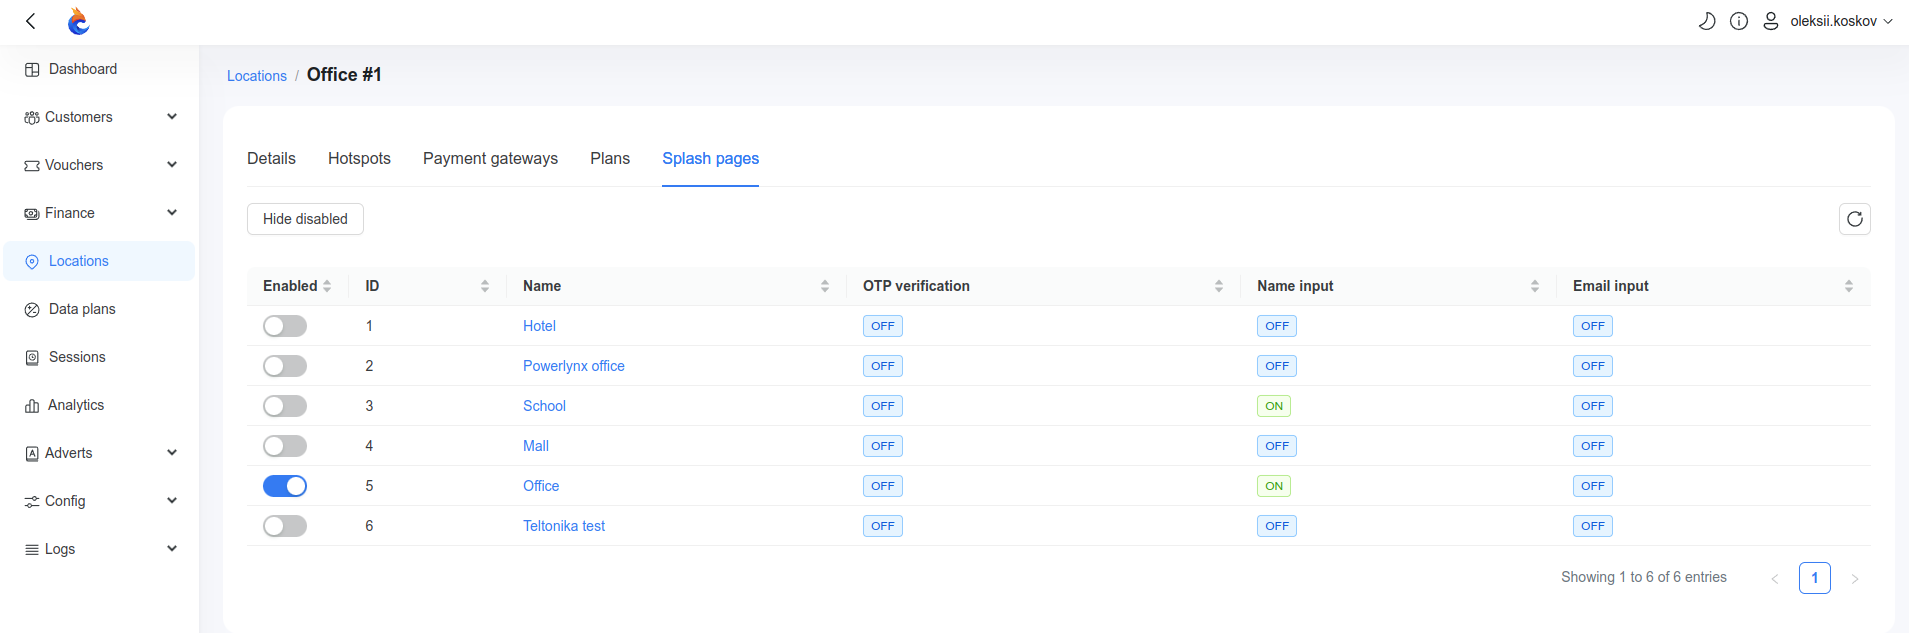 oleksii.koskov
Dashboard
Customers
Vouchers
Finance
Locations
Data plans
Sessions
Analytics
Adverts
Config
Logs
Locations / Office #1
Details Hotspots Payment gateways Plans Splash pages
Hide disabled
Enabled ID Name OTP verification Name input Email input
1 Hotel OFF OFF OFF
2 Powerlynx office OFF OFF OFF
3 School OFF ON OFF
4 Mall OFF OFF OFF
5 Office OFF ON OFF
6 Teltonika test OFF OFF OFF
Showing 1 to 6 of 6 entries < 1 >